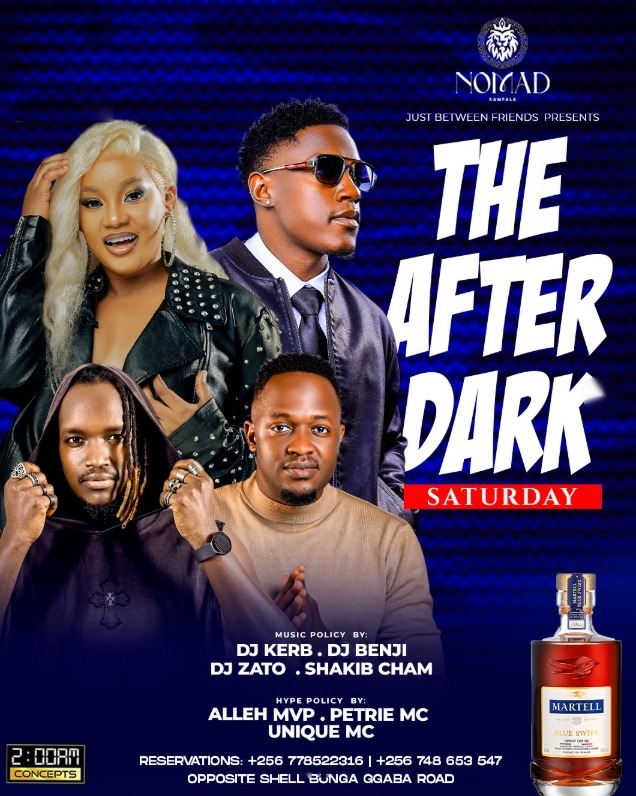 NOMAD
KAMPALA
JUST BETWEEN FRIENDS PRESENTS
THE
AFTER
DARK
SATURDAY
MUSIC POLICY BY:
DJ KERB . DJ BENJI
DJ ZATO . SHAKIB CHAM
HYPE POLICY BY:
ALLEH MVP . PETRIE MC
UNIQUE MC
MARTELL
BLUE SWIFT
2:00AM
CONCEPTS
RESERVATIONS: +256 778522316 | +256 748 653 547
OPPOSITE SHELL BUNGA GGABA ROAD